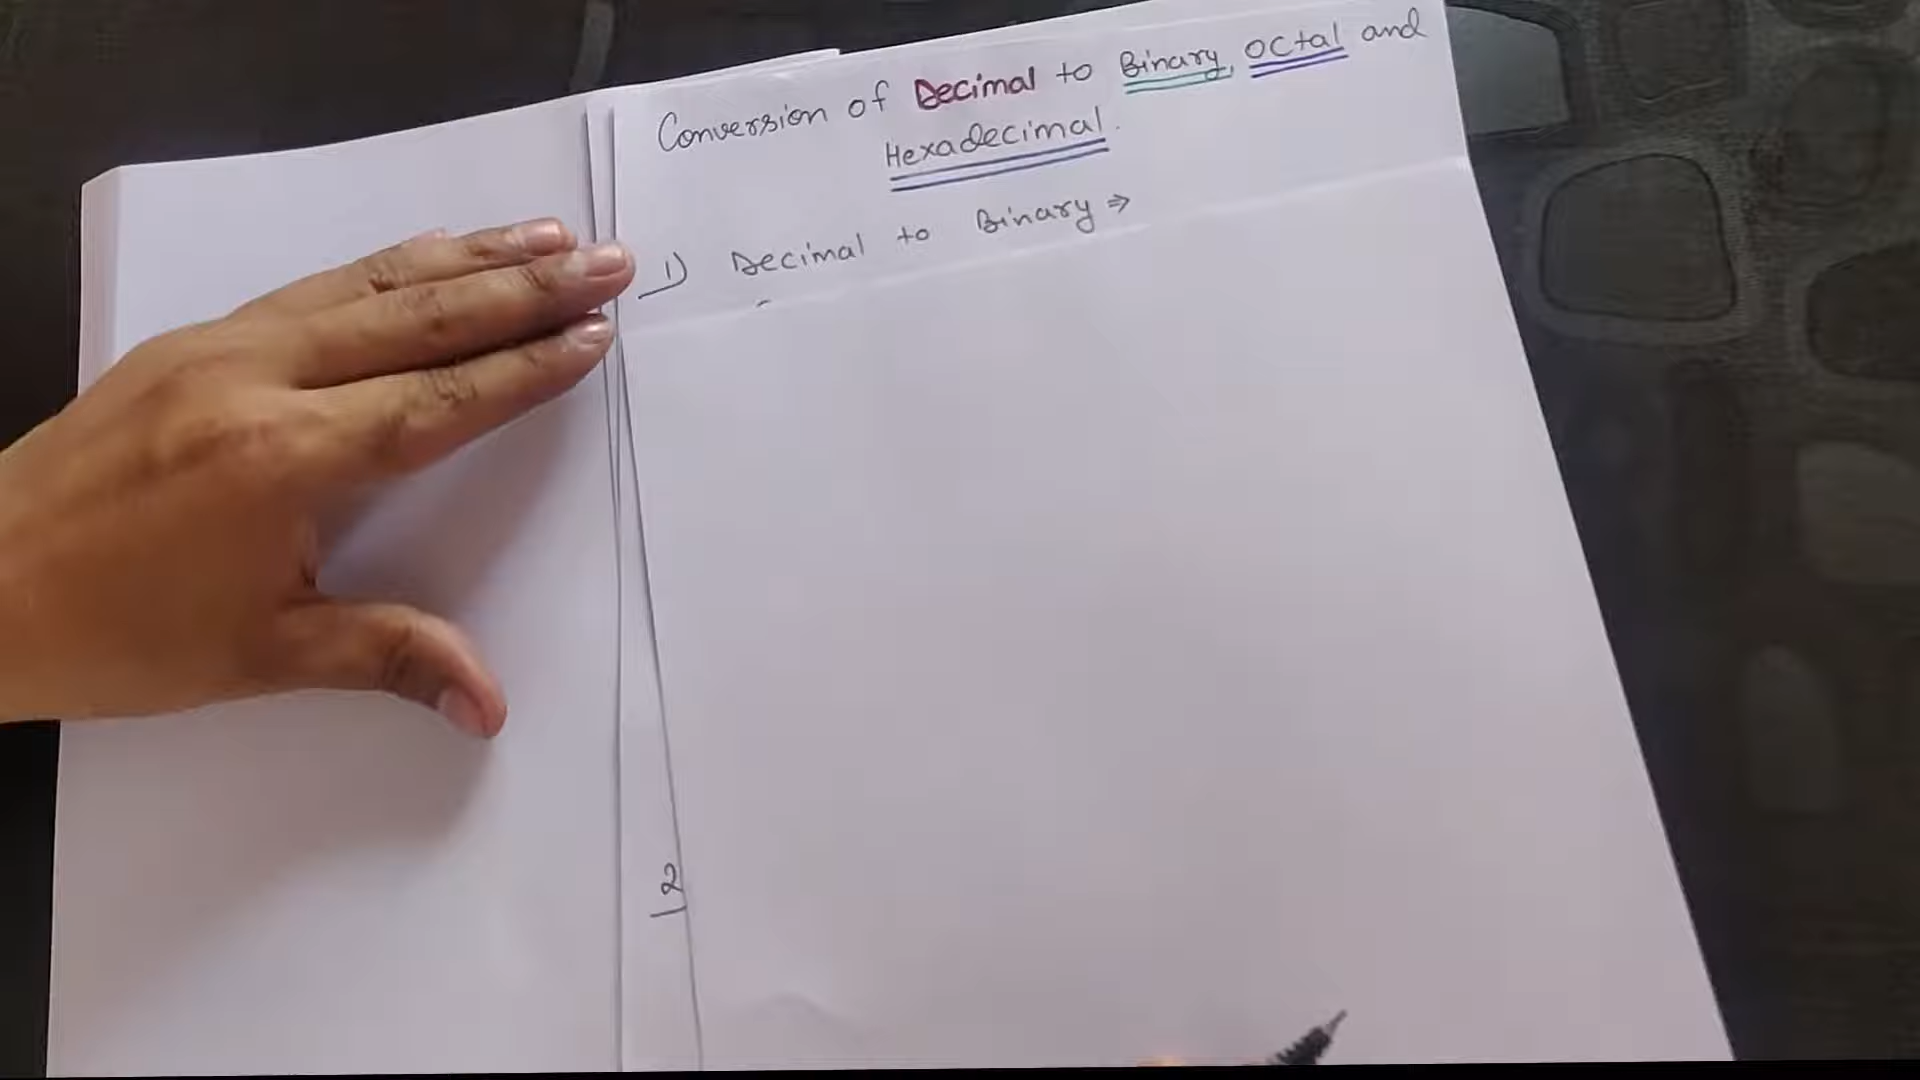 Conversion of Decimal to Binary, Octal and
Hexadecimal.
1) Decimal to Binary ⇒
2